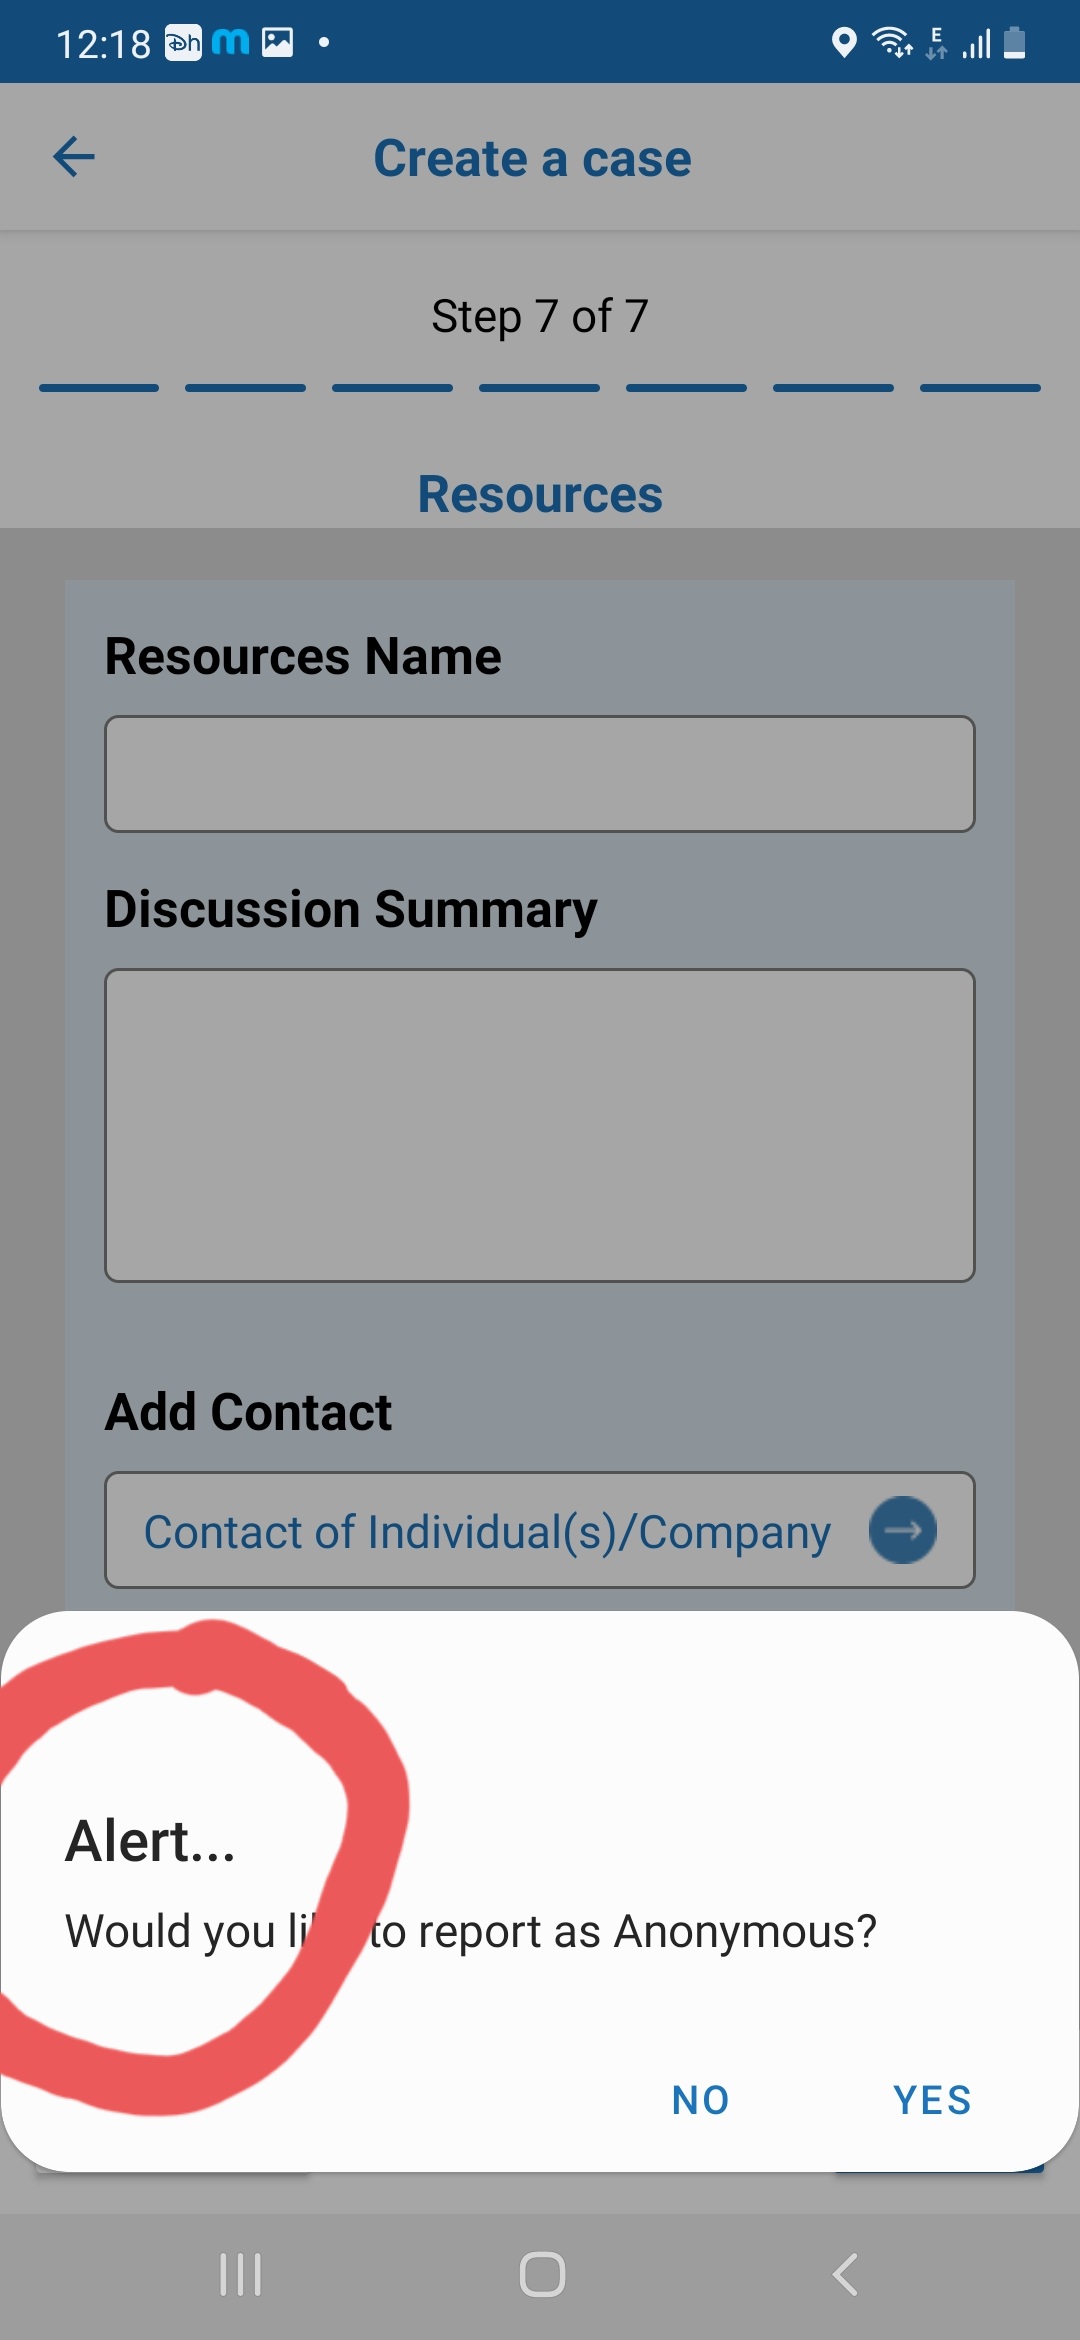 12:18
E
Create a case
Step 7 of 7
Resources
Resources Name
Discussion Summary
Add Contact
Contact of Individual(s)/Company
Alert...
Would you li to report as Anonymous?
NO YES